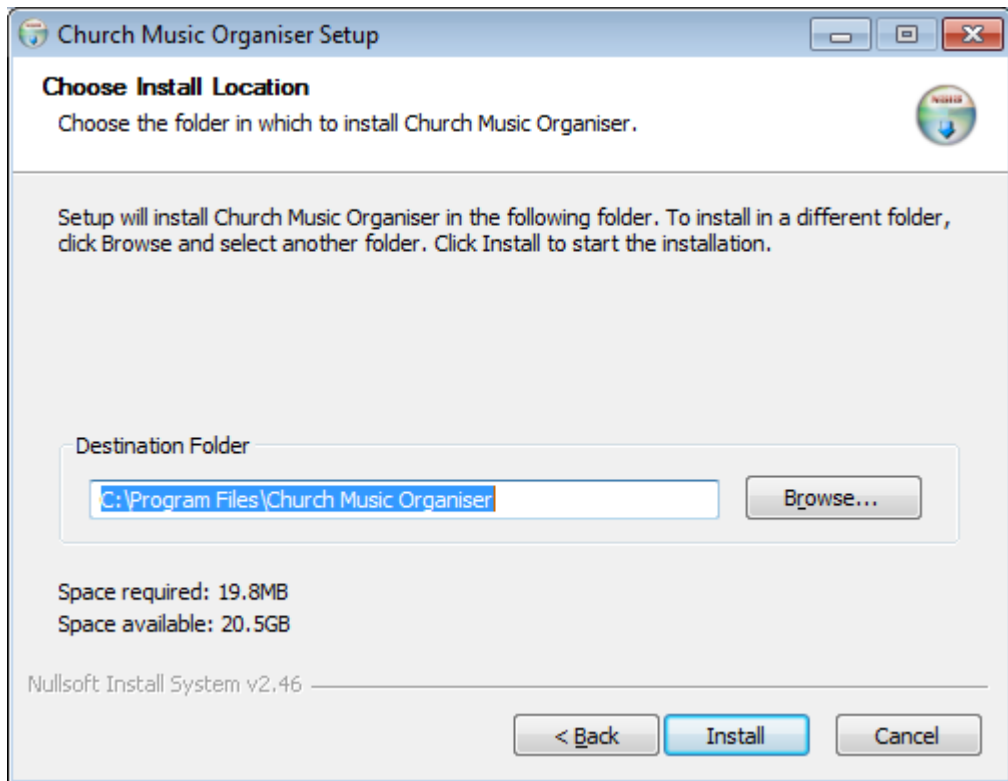 Church Music Organiser Setup
Choose Install Location
Choose the folder in which to install Church Music Organiser.
Setup will install Church Music Organiser in the following folder. To install in a different folder,
click Browse and select another folder. Click Install to start the installation.
Destination Folder
C:\Program Files\Church Music Organiser
Browse...
Space required: 19.8MB
Space available: 20.5GB
Nullsoft Install System v2.46
< Back
Install
Cancel